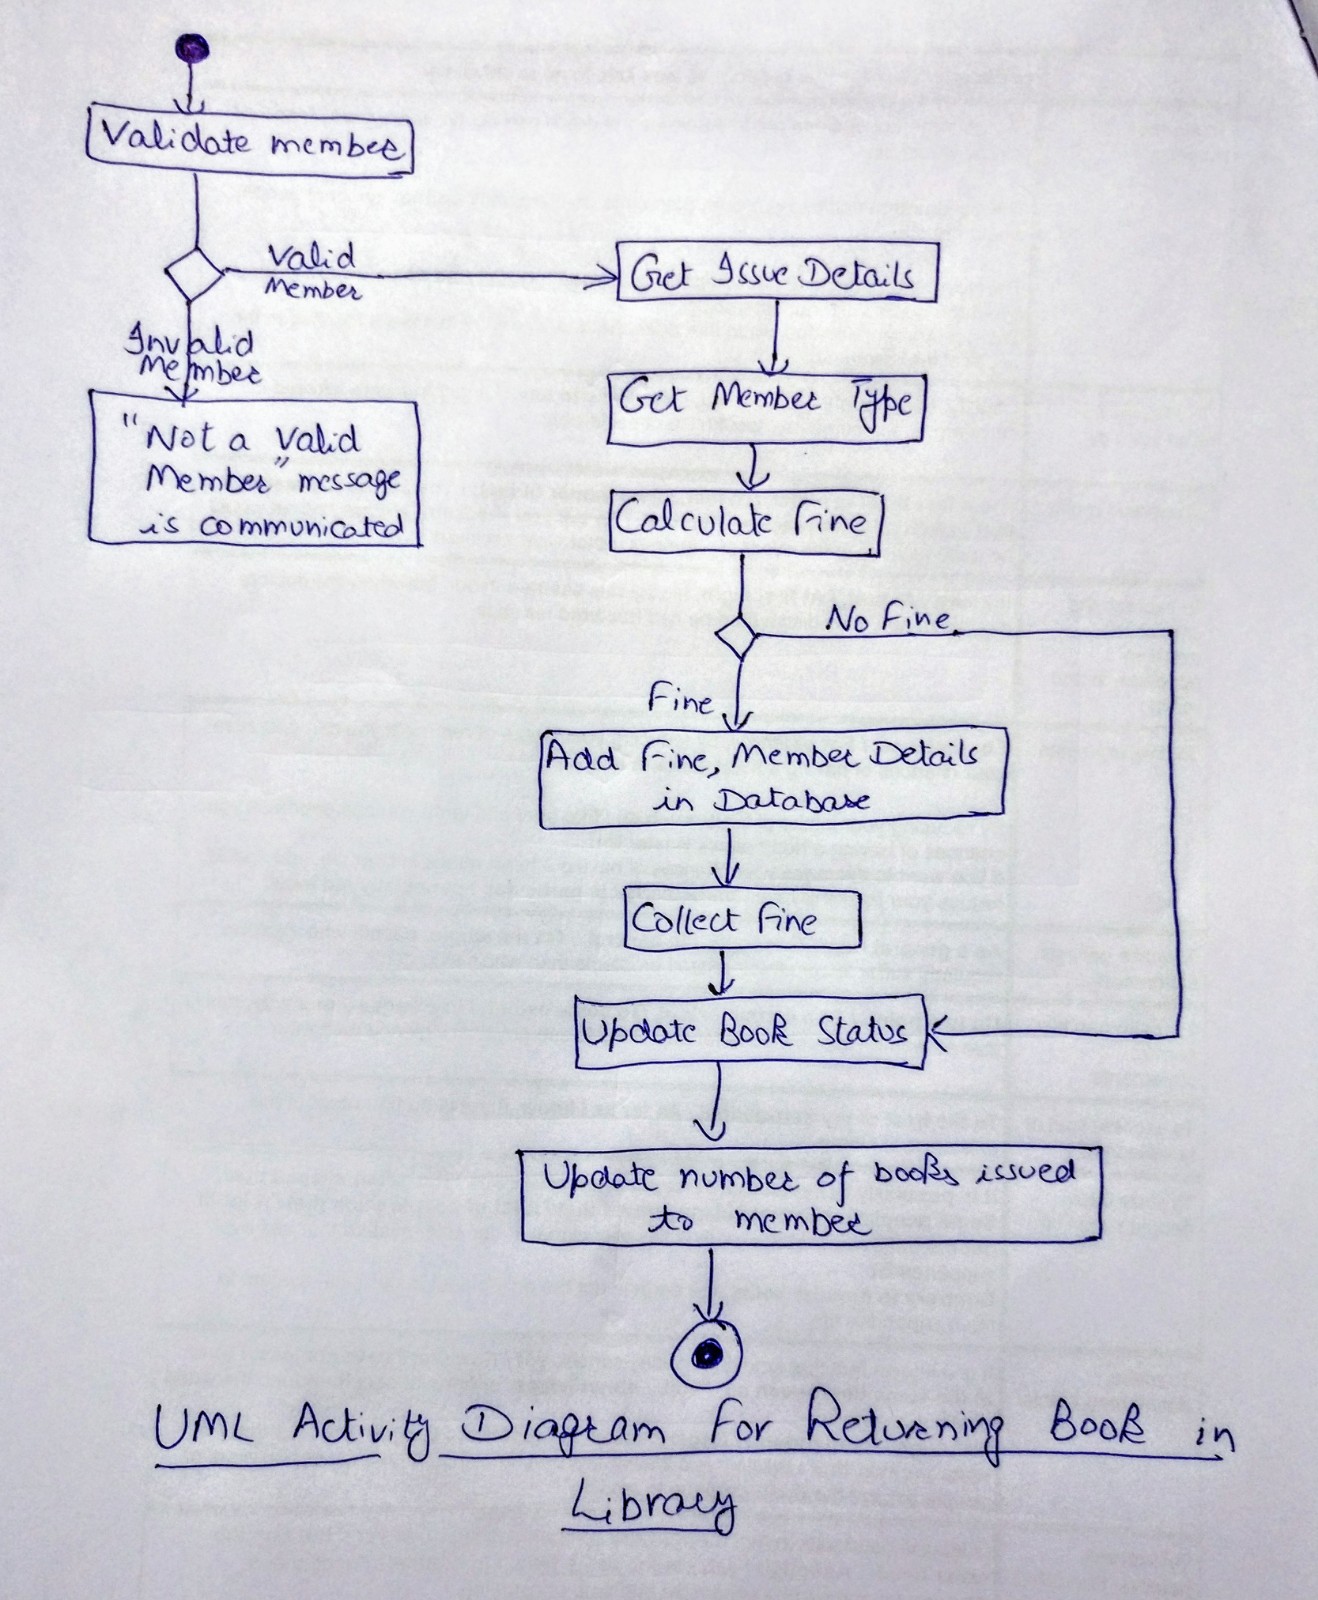 Validate member
Valid
Member
Invalid
Member
"Not a Valid
Member" message
is communicated
Get Issue Details
Get Member Type
Calculate Fine
No Fine
Fine
Add Fine, Member Details
in Database
Collect Fine
Update Book Status
Update number of books issued
to member
UML Activity Diagram For Returning Book in
Library